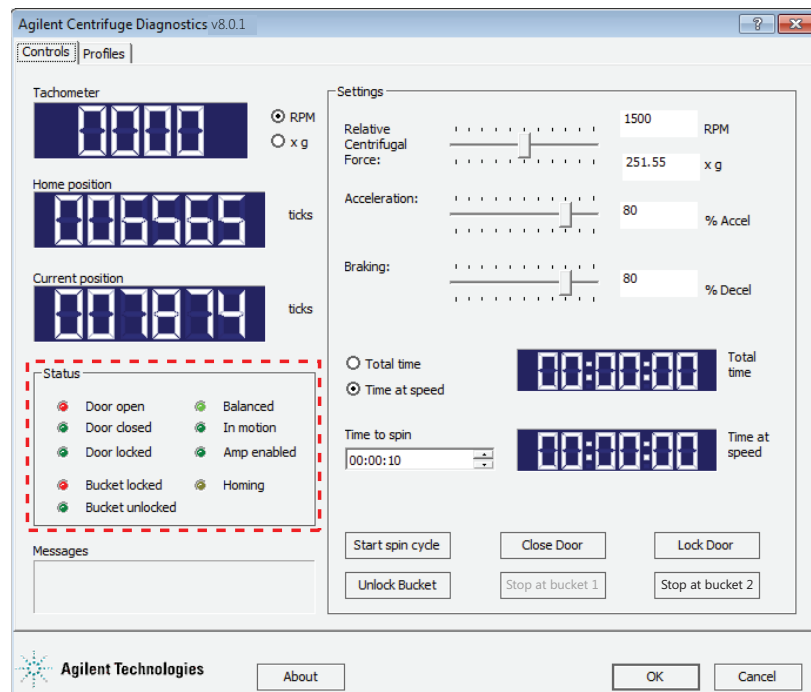 Agilent Centrifuge Diagnostics v8.0.1
Controls
Profiles
Tachometer
0000
RPM
x g
Home position
006565
ticks
Current position
007874
ticks
Status
Door open
Balanced
Door closed
In motion
Door locked
Amp enabled
Bucket locked
Homing
Bucket unlocked
Messages
Settings
Relative
Centrifugal
Force:
1500
RPM
251.55
x g
Acceleration:
80
% Accel
Braking:
80
% Decel
Total time
Time at speed
00:00:00
Total
time
Time to spin
00:00:10
00:00:00
Time at
speed
Start spin cycle
Close Door
Lock Door
Unlock Bucket
Stop at bucket 1
Stop at bucket 2
Agilent Technologies
About
OK
Cancel